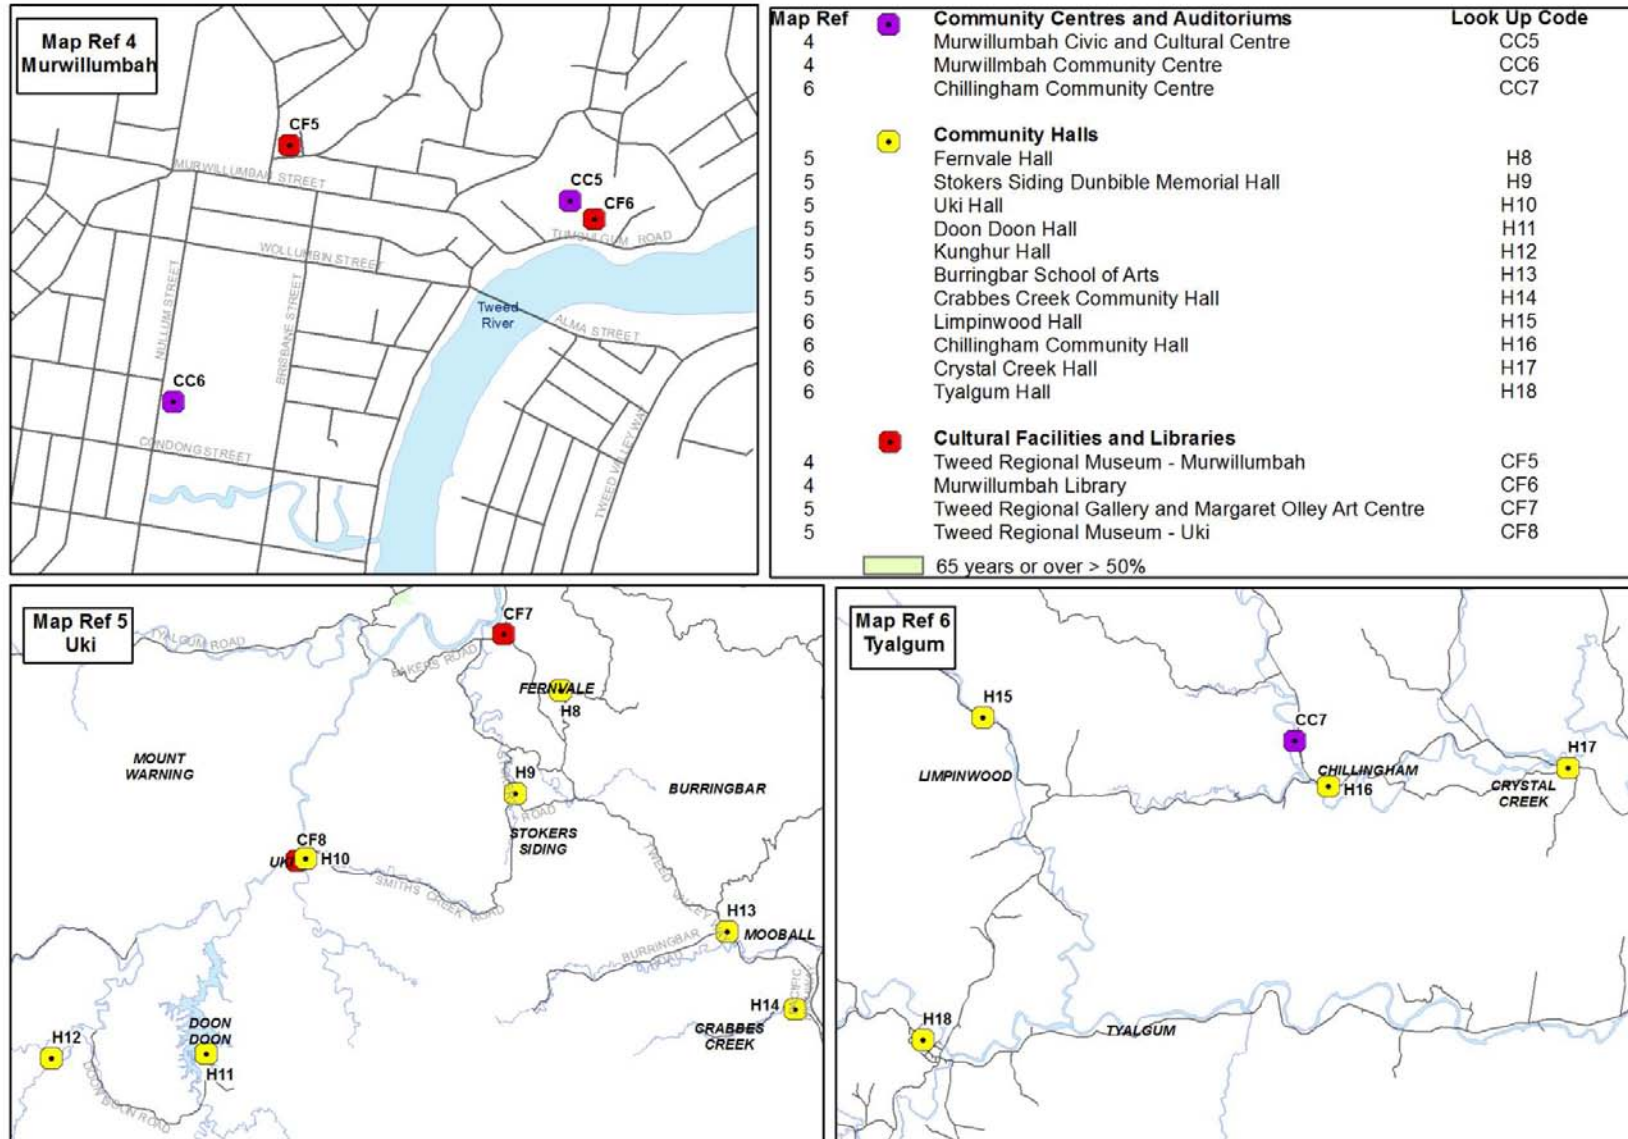 Map Ref 4
Murwillumbah
CF5
MURWILLUMBAH STREET
CC5
CF6
TUMBULGUM ROAD
WOLLUMBIN STREET
NULLUM STREET
BRISBANE STREET
Tweed
River
ALMA STREET
CC6
CONDONG STREET
TWEED VALLEY WAY
Map Ref Community Centres and Auditoriums Look Up Code
4 Murwillumbah Civic and Cultural Centre CC5
4 Murwillmbah Community Centre CC6
6 Chillingham Community Centre CC7
Community Halls
5 Fernvale Hall H8
5 Stokers Siding Dunbible Memorial Hall H9
5 Uki Hall H10
5 Doon Doon Hall H11
5 Kunghur Hall H12
5 Burringbar School of Arts H13
5 Crabbes Creek Community Hall H14
6 Limpinwood Hall H15
6 Chillingham Community Hall H16
6 Crystal Creek Hall H17
6 Tyalgum Hall H18
Cultural Facilities and Libraries
4 Tweed Regional Museum - Murwillumbah CF5
4 Murwillumbah Library CF6
5 Tweed Regional Gallery and Margaret Olley Art Centre CF7
5 Tweed Regional Museum - Uki CF8
65 years or over > 50%
Map Ref 5
Uki
TYALGUM ROAD
CF7
BAKERS ROAD
FERNVALE
H8
MOUNT
WARNING
H9
ROAD
BURRINGBAR
STOKERS
SIDING
CF8
UKI
H10
SMITHS CREEK ROAD
TWEED VALLEY
H13
MOOBALL
BURRINGBAR
ROAD
H14
CRABBES
CREEK
DOON
DOON
H12
H11
DOON DOON ROAD
Map Ref 6
Tyalgum
H15
CC7
LIMPINWOOD
CHILLINGHAM
H16
H17
CRYSTAL
CREEK
H18
TYALGUM